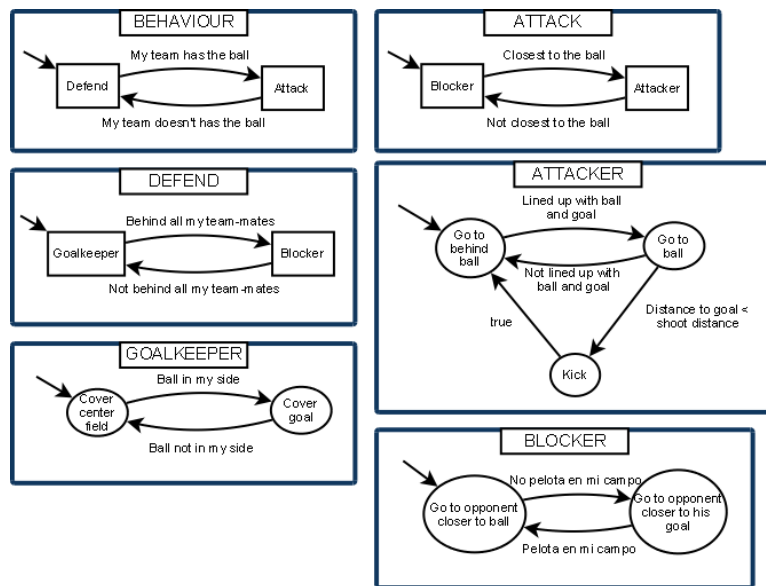 BEHAVIOUR
My team has the ball
Defend
Attack
My team doesn't has the ball
ATTACK
Closest to the ball
Blocker
Attacker
Not closest to the ball
DEFEND
Behind all my team-mates
Goalkeeper
Blocker
Not behind all my team-mates
ATTACKER
Lined up with ball
and goal
Go to
behind
ball
Go to
ball
Not lined up with
ball and goal
true
Distance to goal <
shoot distance
Kick
GOALKEEPER
Ball in my side
Cover
center
field
Cover
goal
Ball not in my side
BLOCKER
No pelota en mi campo
Go to opponent
closer to ball
Go to opponent
closer to his
goal
Pelota en mi campo